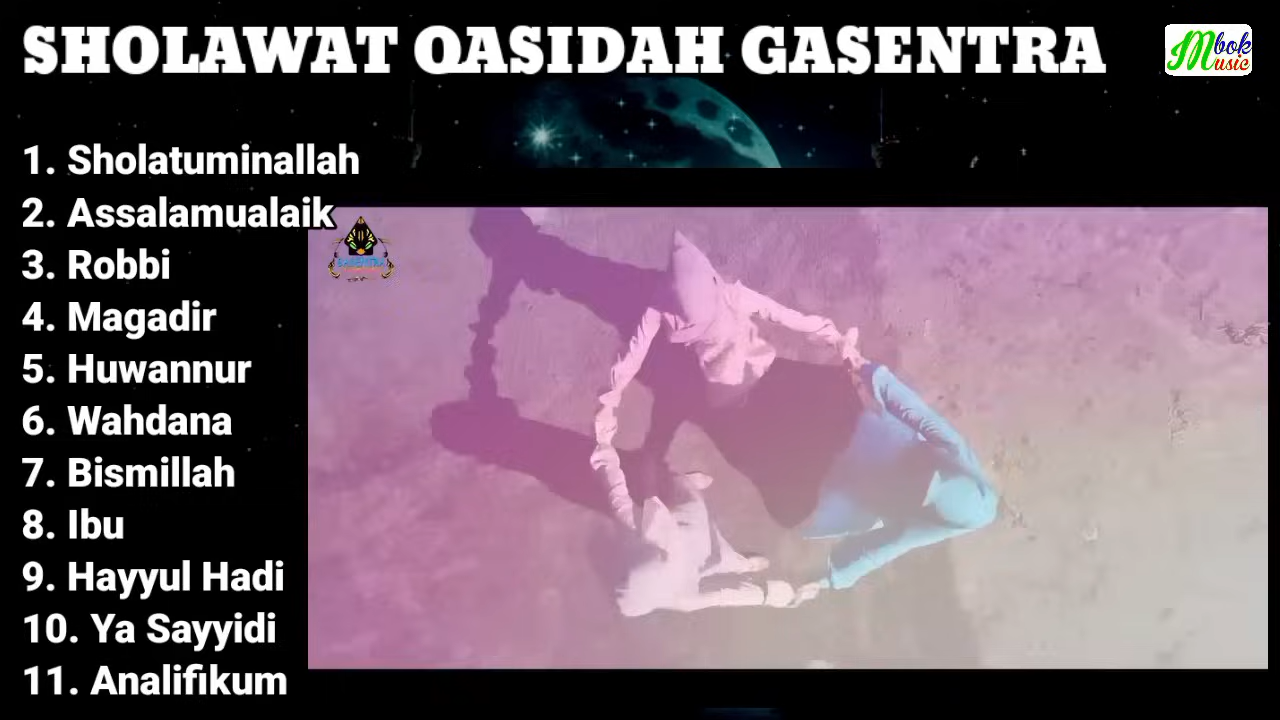 SHOLAWAT QASIDAH GASENTRA
Mbok
Music
1. Sholatuminallah
2. Assalamualaik
3. Robbi
4. Magadir
5. Huwannur
6. Wahdana
7. Bismillah
8. Ibu
9. Hayyul Hadi
10. Ya Sayyidi
11. Analifikum
GASENTRA